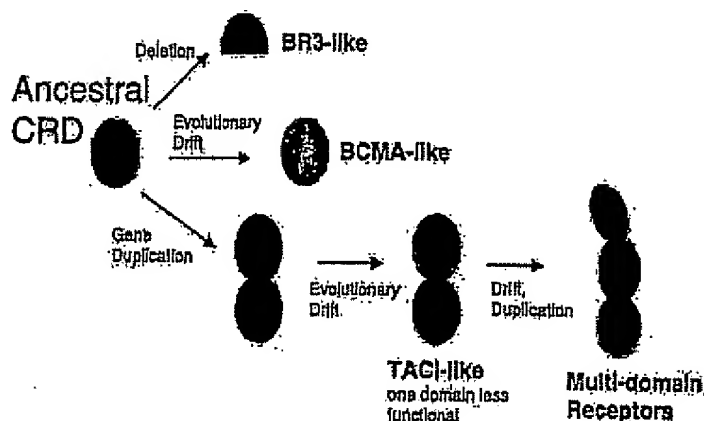 Deletion
BR3-like
Ancestral
CRD
Evolutionary
Drift
BCMA-like
Gene
Duplication
Evolutionary
Drift
Drift,
Duplication
TACI-like
one domain less
functional
Multi-domain
Receptors